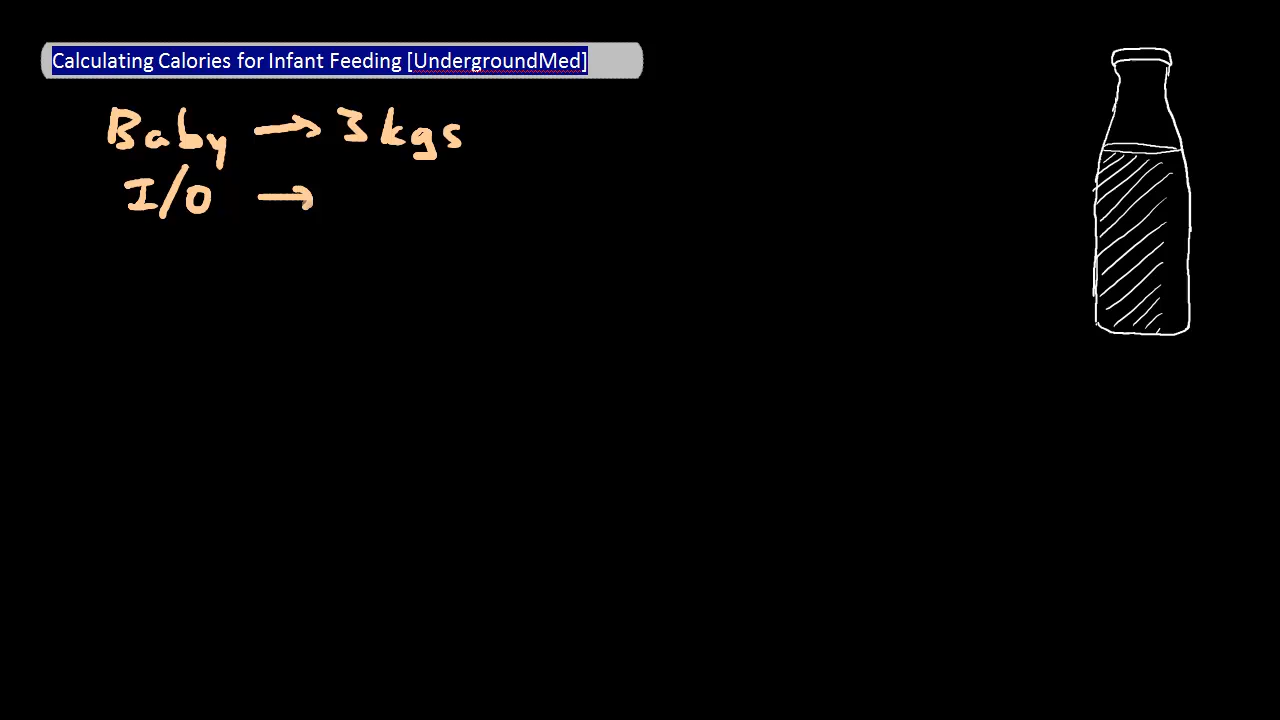 Calculating Calories for Infant Feeding [UndergroundMed]
Baby → 3 kgs
I/O →